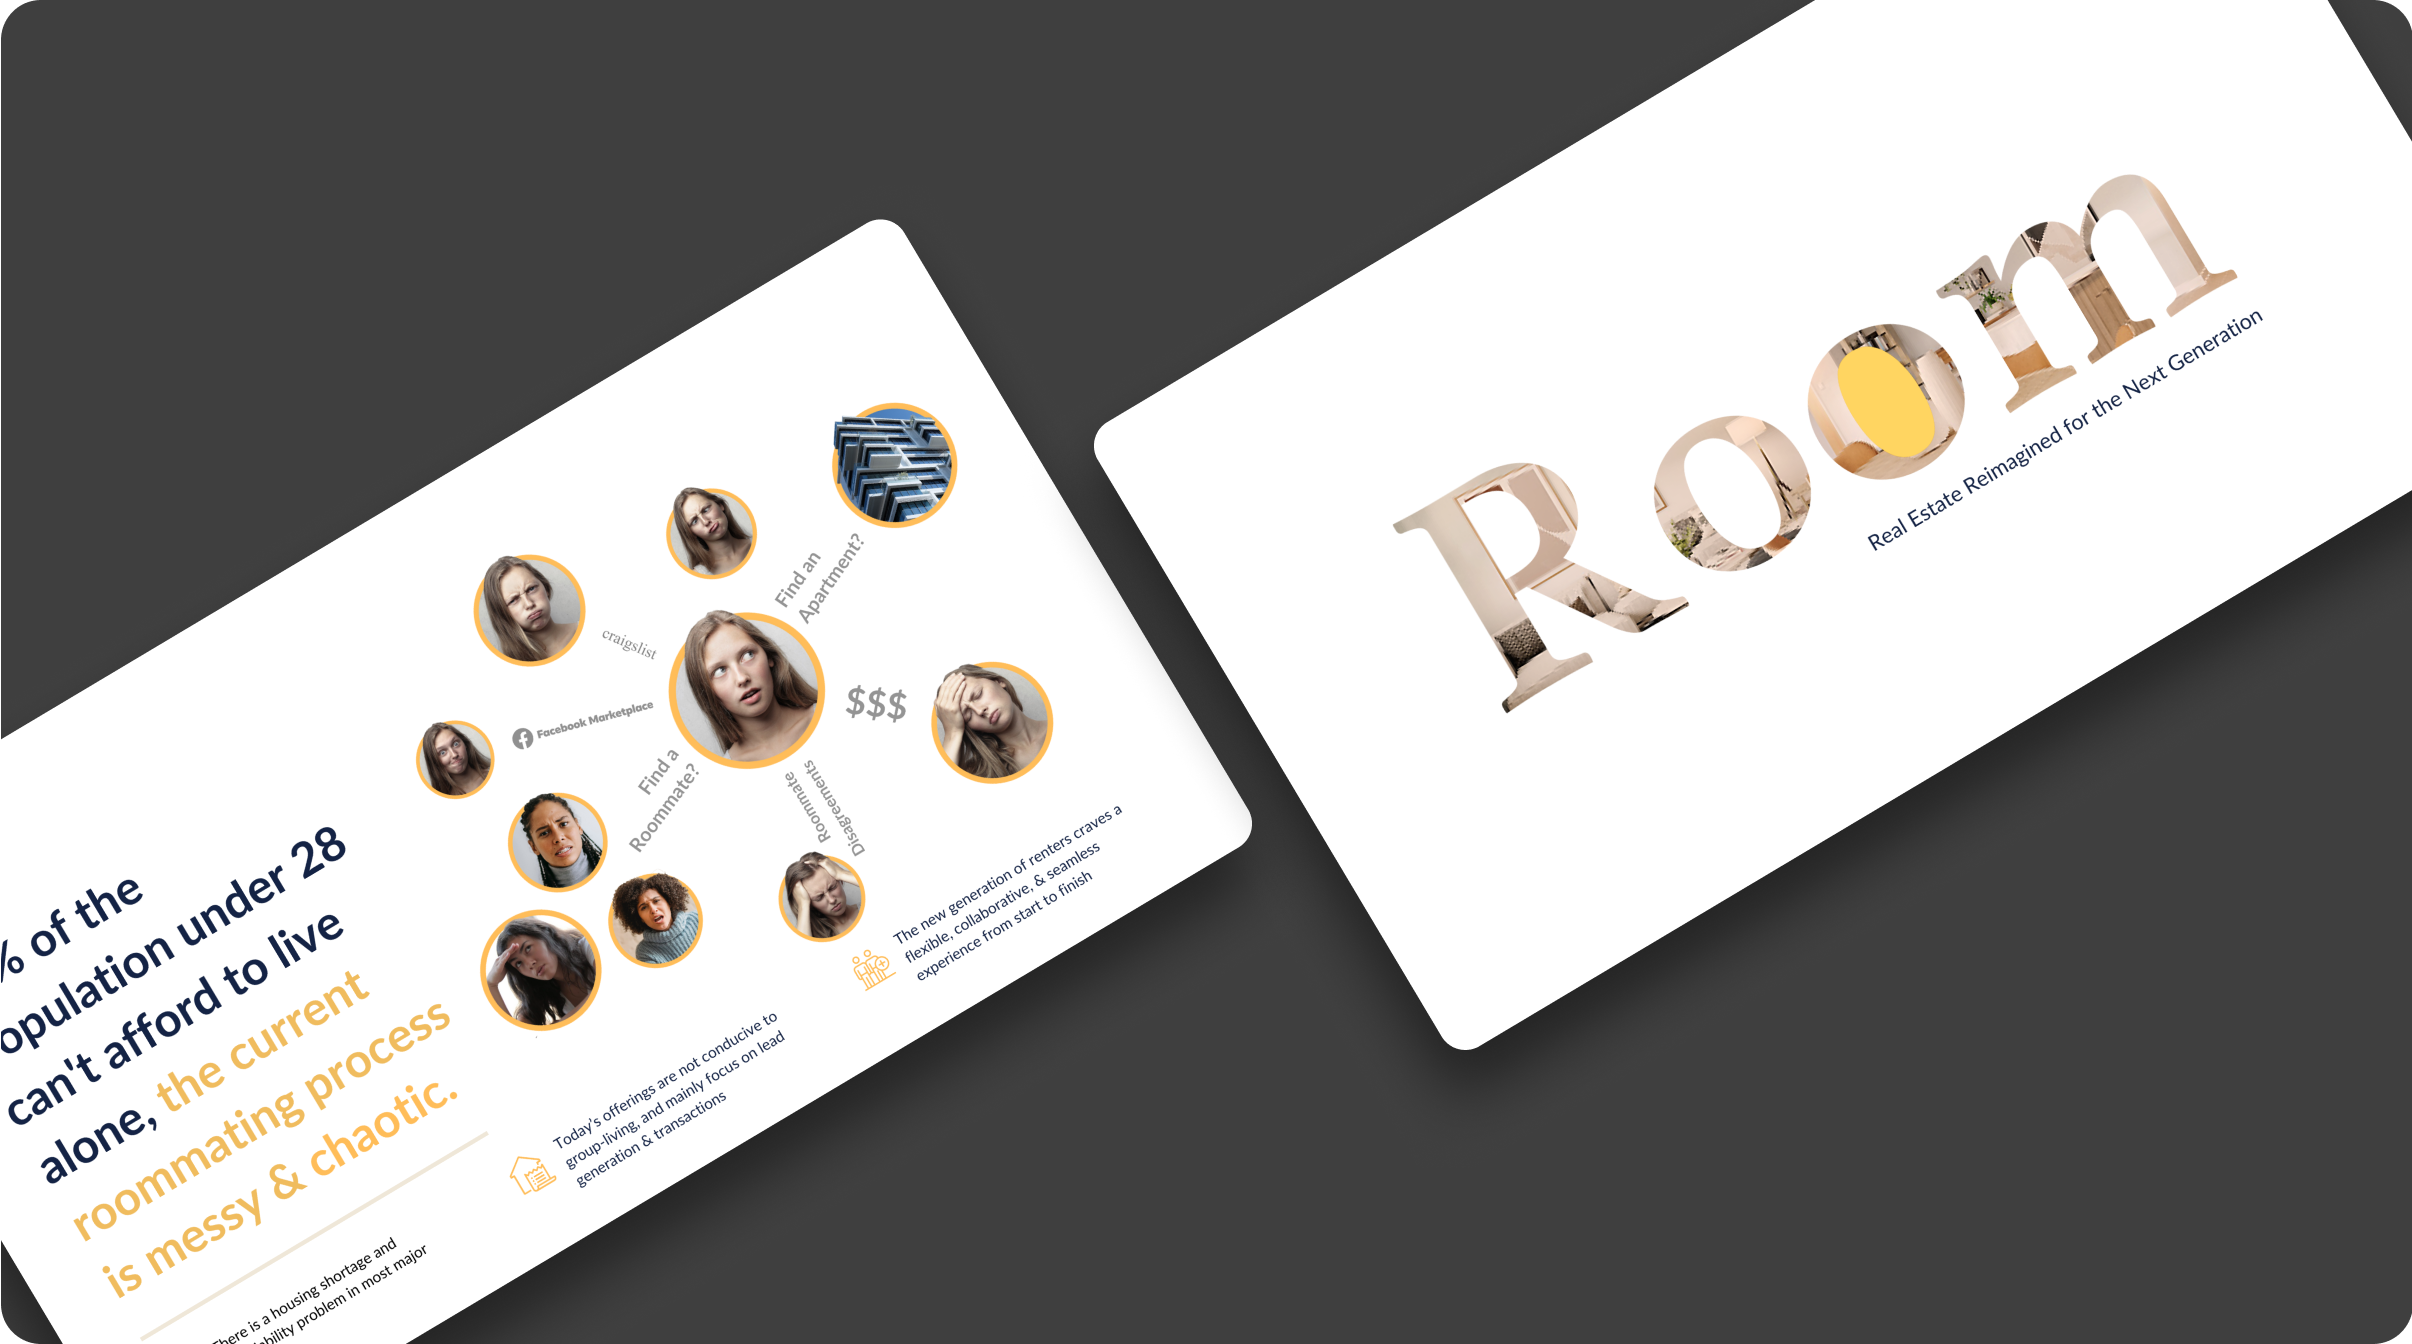 % of the
opulation under 28
can't afford to live
alone, the current
roommating process
is messy & chaotic.
There is a housing shortage and
ability problem in most major
craigslist
Facebook Marketplace
Find a
Roommate?
Find an
Apartment?
$$$
Roommate
Disagreements
Today's offerings are not conducive to
group-living, and mainly focus on lead
generation & transactions
The new generation of renters craves a
flexible, collaborative, & seamless
experience from start to finish
Room
Real Estate Reimagined for the Next Generation